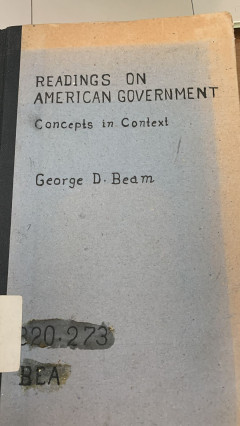 READINGS ON
AMERICAN GOVERNMENT
Concepts in Context
George D. Beam
320.273
BEA